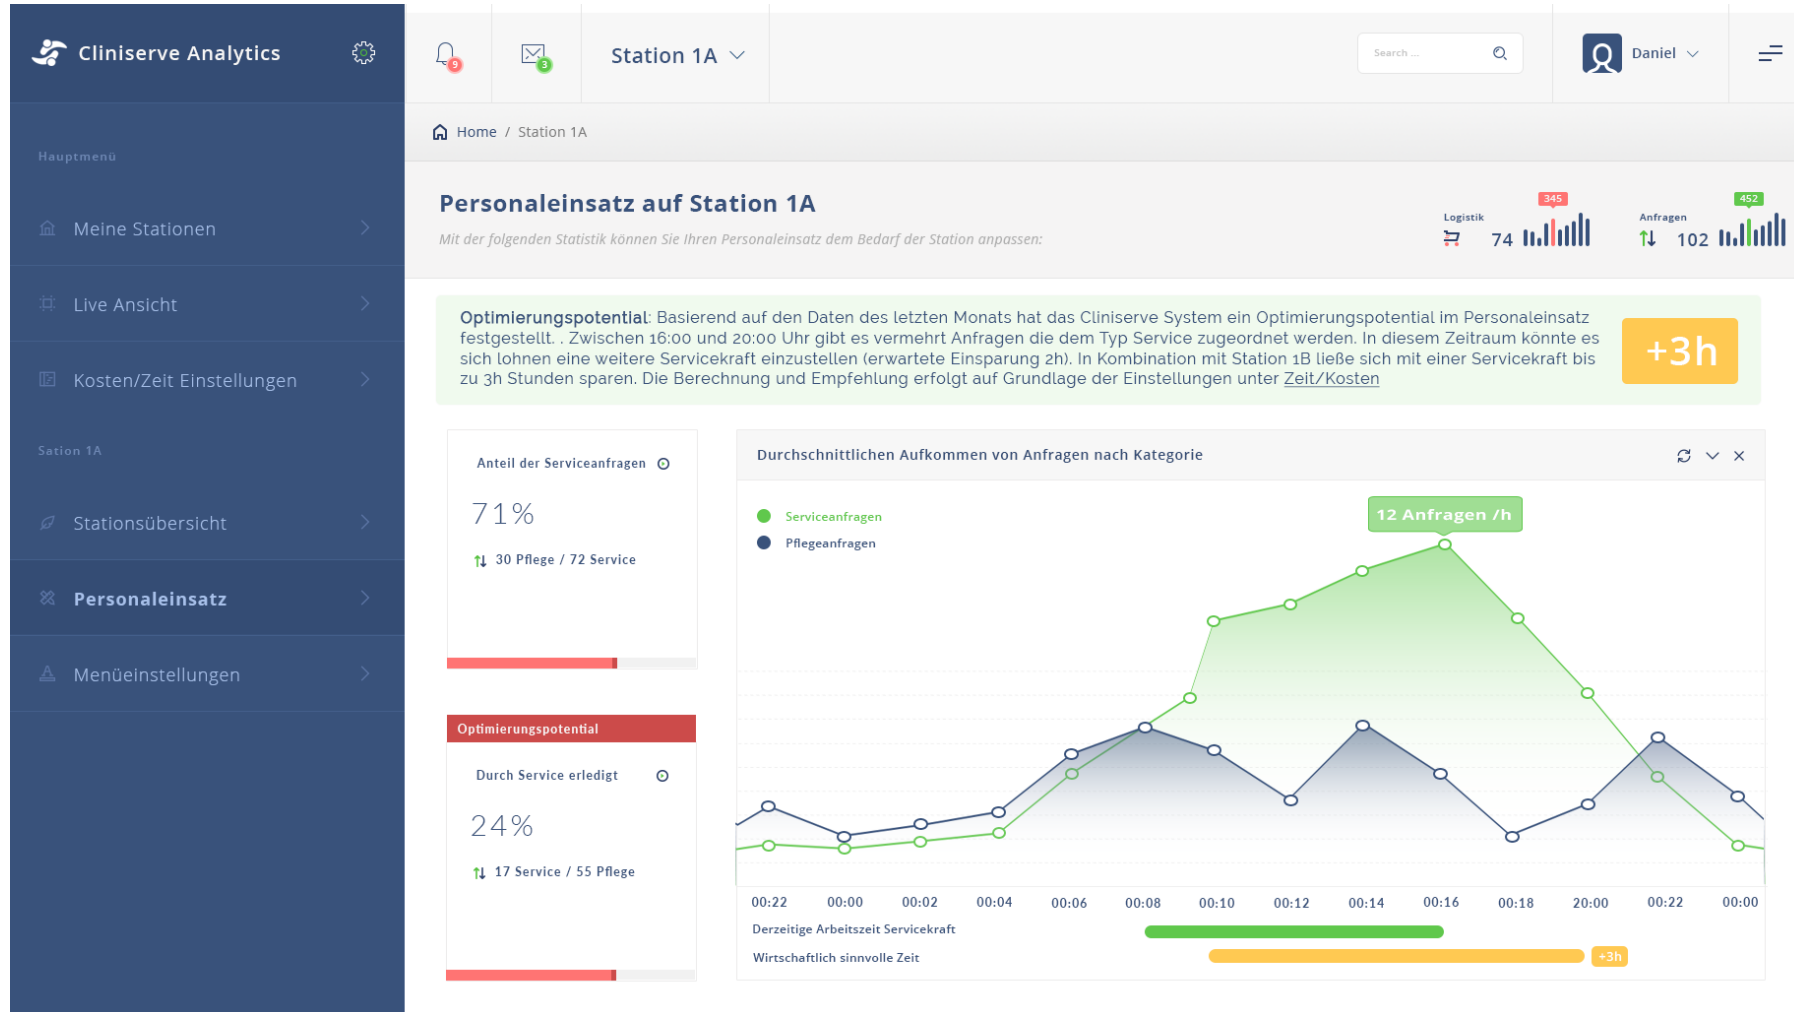 Cliniserve Analytics
9
3
Station 1A
Search ...
Daniel
Home / Station 1A
Hauptmenü
Meine Stationen
Live Ansicht
Kosten/Zeit Einstellungen
Sation 1A
Stationsübersicht
Personaleinsatz
Menüeinstellungen
Personaleinsatz auf Station 1A
Mit der folgenden Statistik können Sie Ihren Personaleinsatz dem Bedarf der Station anpassen:
Logistik
74
345
Anfragen
102
452
Optimierungspotential: Basierend auf den Daten des letzten Monats hat das Cliniserve System ein Optimierungspotential im Personaleinsatz
festgestellt. . Zwischen 16:00 und 20:00 Uhr gibt es vermehrt Anfragen die dem Typ Service zugeordnet werden. In diesem Zeitraum könnte es
sich lohnen eine weitere Servicekraft einzustellen (erwartete Einsparung 2h). In Kombination mit Station 1B ließe sich mit einer Servicekraft bis
zu 3h Stunden sparen. Die Berechnung und Empfehlung erfolgt auf Grundlage der Einstellungen unter Zeit/Kosten
+3h
Anteil der Serviceanfragen
71%
30 Pflege / 72 Service
Optimierungspotential
Durch Service erledigt
24%
17 Service / 55 Pflege
Durchschnittlichen Aufkommen von Anfragen nach Kategorie
Serviceanfragen
Pflegeanfragen
12 Anfragen /h
00:22 00:00 00:02 00:04 00:06 00:08 00:10 00:12 00:14 00:16 00:18 20:00 00:22 00:00
Derzeitige Arbeitszeit Servicekraft
Wirtschaftlich sinnvolle Zeit
+3h